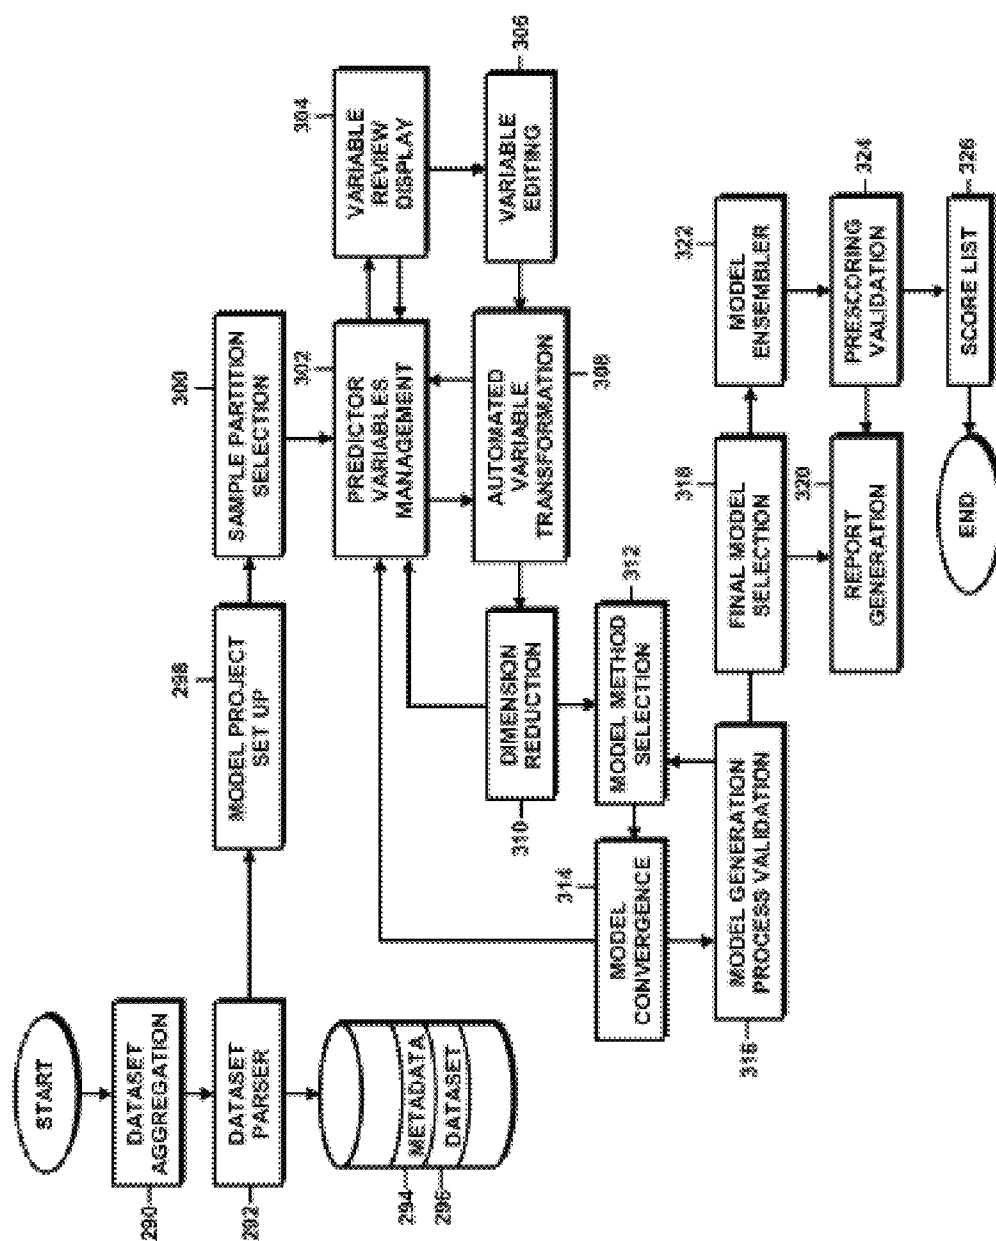 START
DATASET
AGGREGATION
290
DATASET
PARSER
292
METADATA
294
DATASET
296
MODEL PROJECT
SET UP
298
SAMPLE PARTITION
SELECTION
300
PREDICTOR
VARIABLES
MANAGEMENT
302
VARIABLE
REVIEW
DISPLAY
304
VARIABLE
EDITING
306
AUTOMATED
VARIABLE
TRANSFORMATION
308
DIMENSION
REDUCTION
310
MODEL METHOD
SELECTION
312
MODEL
CONVERGENCE
314
MODEL GENERATION
PROCESS VALIDATION
316
FINAL MODEL
SELECTION
318
REPORT
GENERATION
320
MODEL
ENSEMBLER
322
PRESCORING
VALIDATION
324
SCORE LIST
326
END